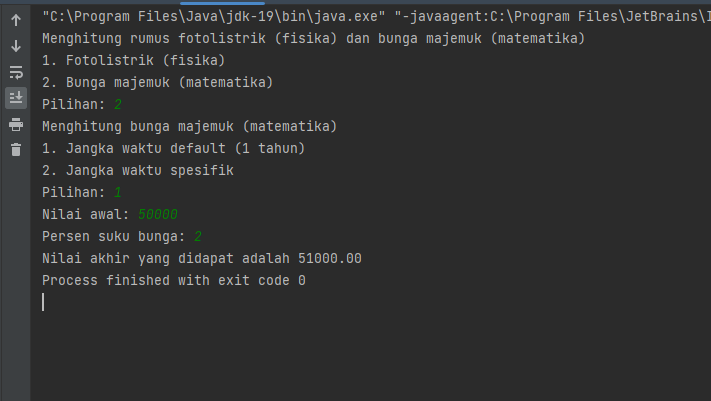 "C:\Program Files\Java\jdk-19\bin\java.exe" "-javaagent:C:\Program Files\JetBrains\I
Menghitung rumus fotolistrik (fisika) dan bunga majemuk (matematika)
1. Fotolistrik (fisika)
2. Bunga majemuk (matematika)
Pilihan: 2
Menghitung bunga majemuk (matematika)
1. Jangka waktu default (1 tahun)
2. Jangka waktu spesifik
Pilihan: 1
Nilai awal: 50000
Persen suku bunga: 2
Nilai akhir yang didapat adalah 51000.00
Process finished with exit code 0